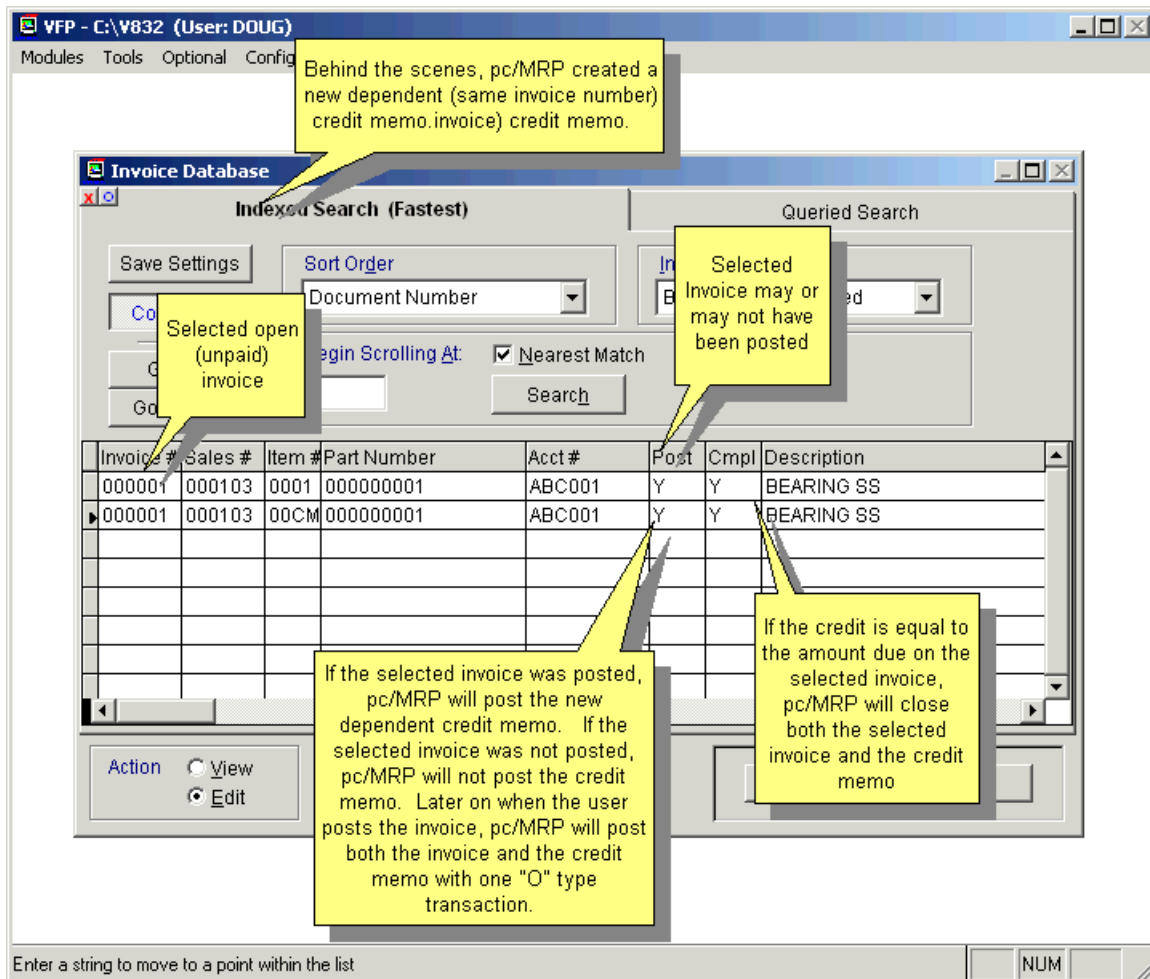 VFP - C:\V832 (User: DOUG)
Modules Tools Optional Config
Behind the scenes, pc/MRP created a
new dependent (same invoice number)
credit memo.invoice) credit memo.
Invoice Database
X O
Indexed Search (Fastest)
Queried Search
Save Settings
Sort Order
Document Number
Selected
Invoice may or
may not have
been posted
Selected open
(unpaid)
invoice
egin Scrolling At:
Nearest Match
Search
Invoice # Sales # Item # Part Number Acct # Post Cmpl Description
000001 000103 0001 000000001 ABC001 Y Y BEARING SS
000001 000103 00CM 000000001 ABC001 Y Y BEARING SS
If the selected invoice was posted,
pc/MRP will post the new
dependent credit memo. If the
selected invoice was not posted,
pc/MRP will not post the credit
memo. Later on when the user
posts the invoice, pc/MRP will post
both the invoice and the credit
memo with one "O" type
transaction.
If the credit is equal to
the amount due on the
selected invoice,
pc/MRP will close
both the selected
invoice and the credit
memo
Action
View
Edit
Enter a string to move to a point within the list
NUM